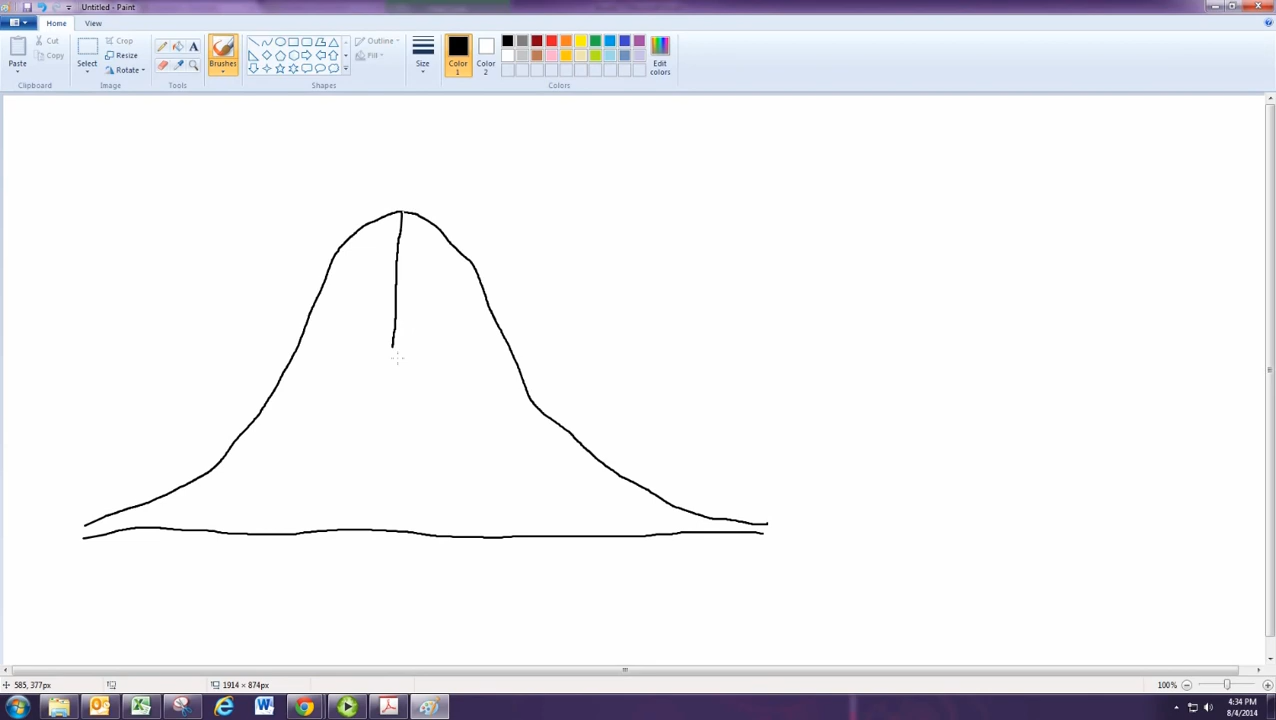 Untitled - Paint
Home View
Paste
Cut
Copy
Clipboard
Select
Crop
Resize
Rotate
Image
A
Tools
Brushes
Shapes
Outline
Fill
Size
Color 1
Color 2
Edit colors
Colors
585, 377px
1914 × 874px
100%
4:34 PM
8/4/2014